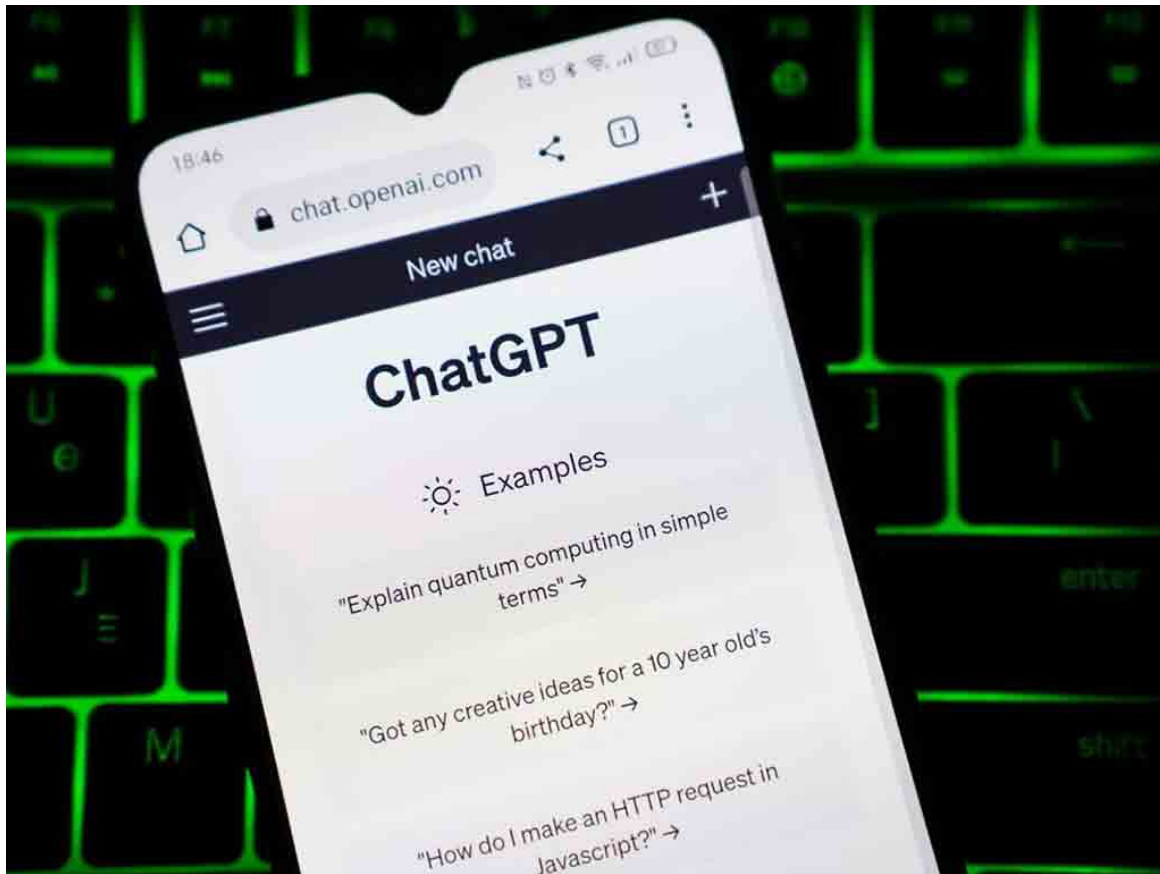 18:46
1
chat.openai.com
New chat
+
ChatGPT
Examples
"Explain quantum computing in simple
terms" →
"Got any creative ideas for a 10 year old's
birthday?" →
"How do I make an HTTP request in
Javascript?" →
U
J
M
]
\
enter
shift